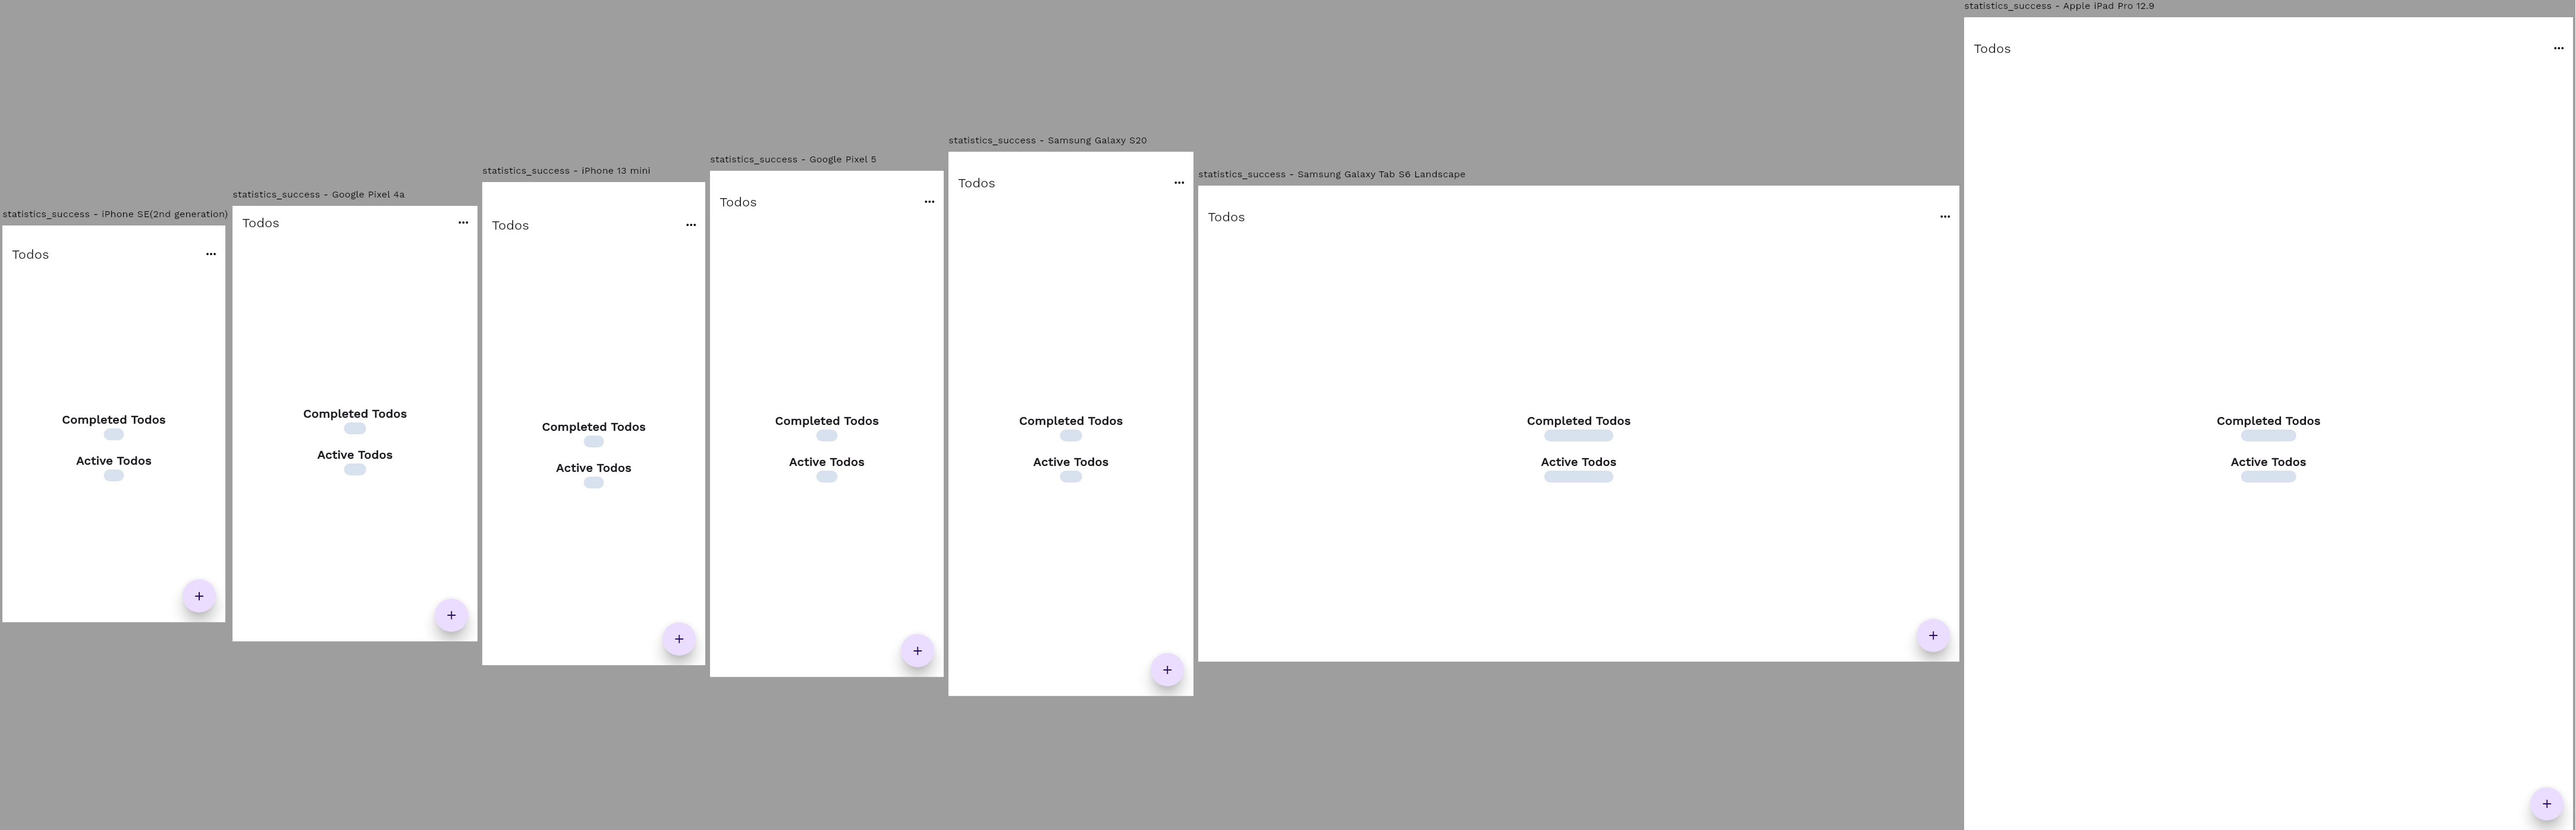 statistics_success - iPhone SE(2nd generation)
Todos
Completed Todos
Active Todos
statistics_success - Google Pixel 4a
Todos
Completed Todos
Active Todos
statistics_success - iPhone 13 mini
Todos
Completed Todos
Active Todos
statistics_success - Google Pixel 5
Todos
Completed Todos
Active Todos
statistics_success - Samsung Galaxy S20
Todos
Completed Todos
Active Todos
statistics_success - Samsung Galaxy Tab S6 Landscape
Todos
Completed Todos
Active Todos
statistics_success - Apple iPad Pro 12.9
Todos
Completed Todos
Active Todos